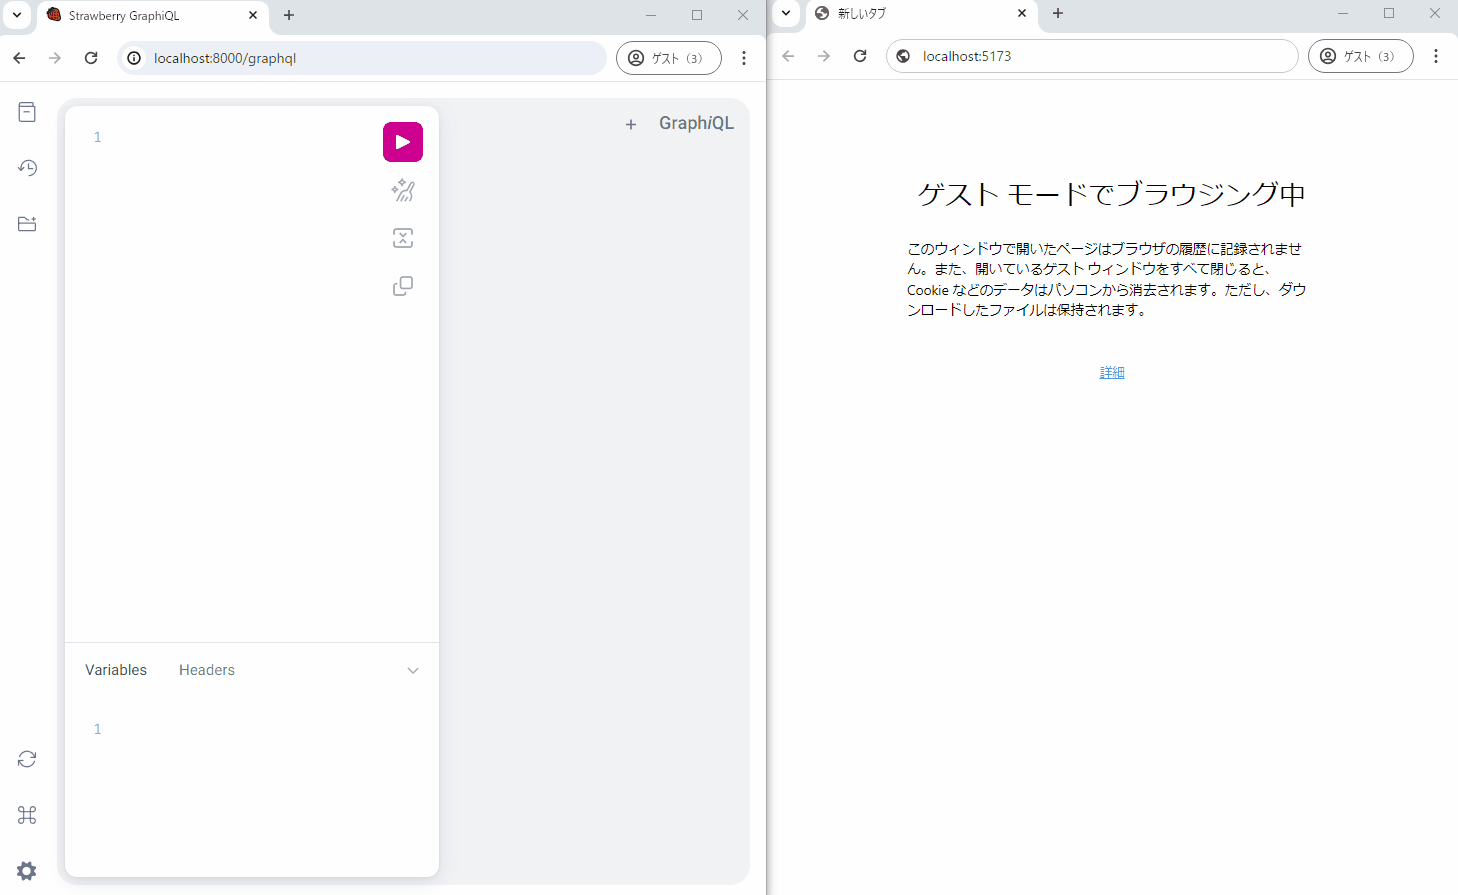 Strawberry GraphiQL
localhost:8000/graphql
ゲスト (3)
1
GraphiQL
Variables
Headers
1
新しいタブ
localhost:5173
ゲスト (3)
ゲスト モードでブラウジング中
このウィンドウで開いたページはブラウザの履歴に記録されませ
ん。また、開いているゲスト ウィンドウをすべて閉じると、
Cookie などのデータはパソコンから消去されます。ただし、ダウ
ンロードしたファイルは保持されます。
詳細